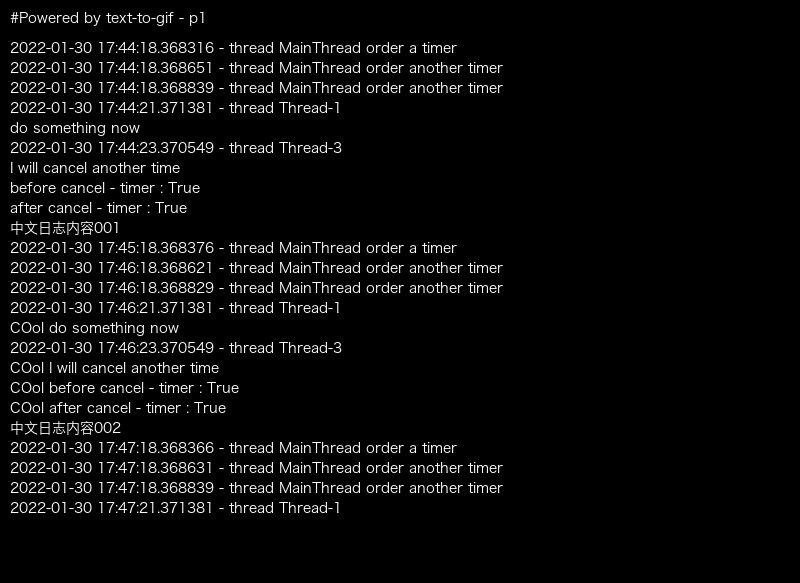 #Powered by text-to-gif - p1
2022-01-30 17:44:18.368316 - thread MainThread order a timer
2022-01-30 17:44:18.368651 - thread MainThread order another timer
2022-01-30 17:44:18.368839 - thread MainThread order another timer
2022-01-30 17:44:21.371381 - thread Thread-1
do something now
2022-01-30 17:44:23.370549 - thread Thread-3
I will cancel another time
before cancel - timer : True
after cancel - timer : True
中文日志内容001
2022-01-30 17:45:18.368376 - thread MainThread order a timer
2022-01-30 17:46:18.368621 - thread MainThread order another timer
2022-01-30 17:46:18.368829 - thread MainThread order another timer
2022-01-30 17:46:21.371381 - thread Thread-1
COol do something now
2022-01-30 17:46:23.370549 - thread Thread-3
COol I will cancel another time
COol before cancel - timer : True
COol after cancel - timer : True
中文日志内容002
2022-01-30 17:47:18.368366 - thread MainThread order a timer
2022-01-30 17:47:18.368631 - thread MainThread order another timer
2022-01-30 17:47:18.368839 - thread MainThread order another timer
2022-01-30 17:47:21.371381 - thread Thread-1